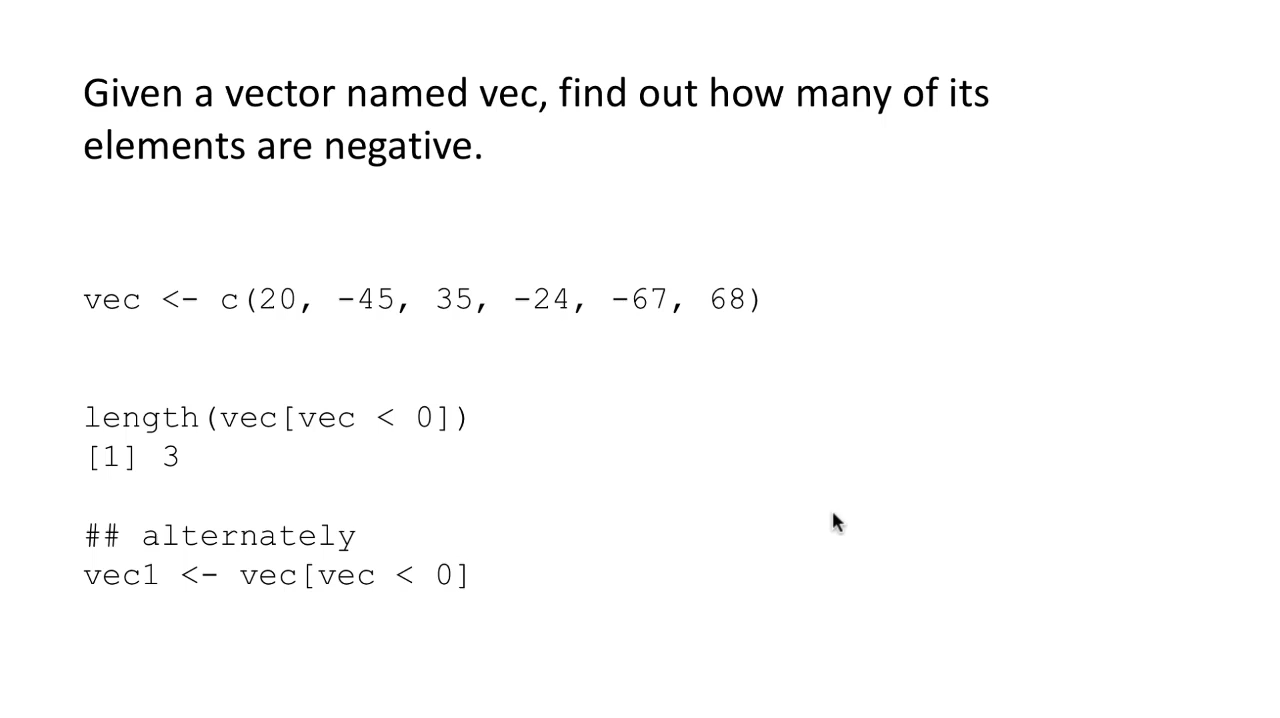 Given a vector named vec, find out how many of its
elements are negative.
vec <- c(20, -45, 35, -24, -67, 68)
length(vec[vec < 0])
[1] 3
## alternately
vec1 <- vec[vec < 0]